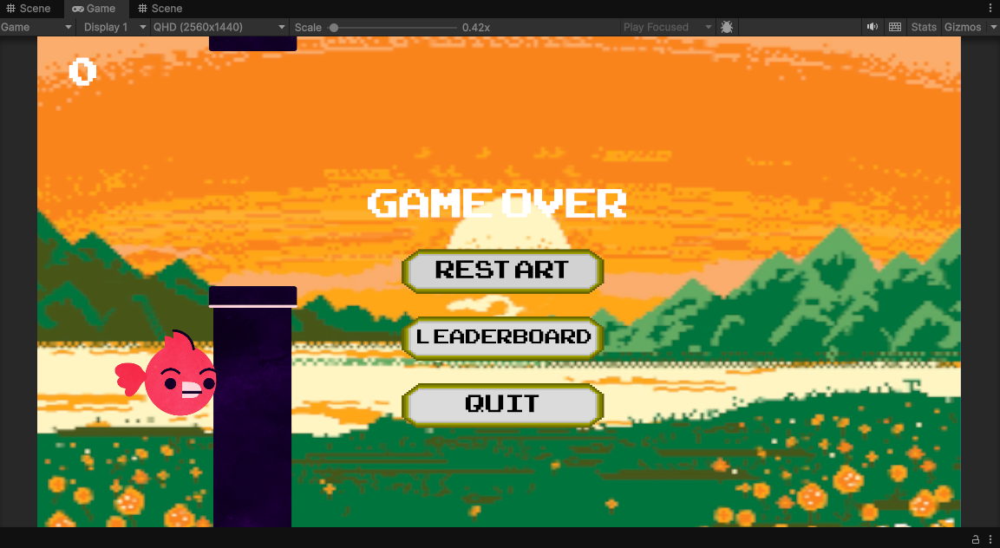 Scene Game Scene
Game Display 1 QHD (2560x1440) Scale 0.42x Play Focused Stats Gizmos
0
GAME OVER
RESTART
LEADERBOARD
QUIT